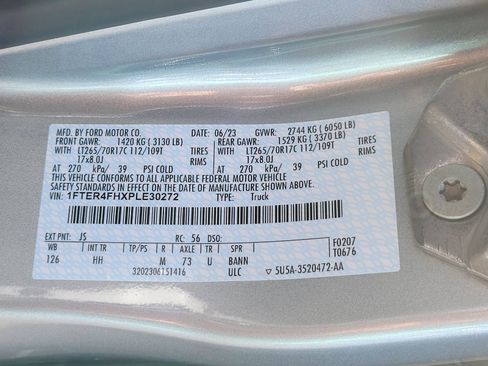 MFD. BY FORD MOTOR CO. 06/23 GVWR: 2744 KG ( 6050 LB)
FRONT GAWR: 1420 KG ( 3130 LB) REAR GAWR: 1529 KG ( 3370 LB)
WITH LT265/70R17C 112/109T TIRES WITH LT265/70R17C 112/109T TIRES
17x8.0J RIMS 17x8.0J RIMS
AT 270 kPa/ 39 PSI COLD AT 270 kPa/ 39 PSI COLD
THIS VEHICLE CONFORMS TO ALL APPLICABLE FEDERAL MOTOR VEHICLE
SAFETY AND THEFT PREVENTION STANDARDS IN
EFFECT ON THE DATE OF MANUFACTURE SHOWN ABOVE.
VIN: 1FTER4FHXPLE30272 TYPE: Truck
EXT PNT: JS RC: 56 DSO: F0207
T0676
WB INT TR TP/PS R AXLE TR SPR
126 HH M 73 U BANN
3202306151416 ULC ▽ 5U5A-3520472-AA